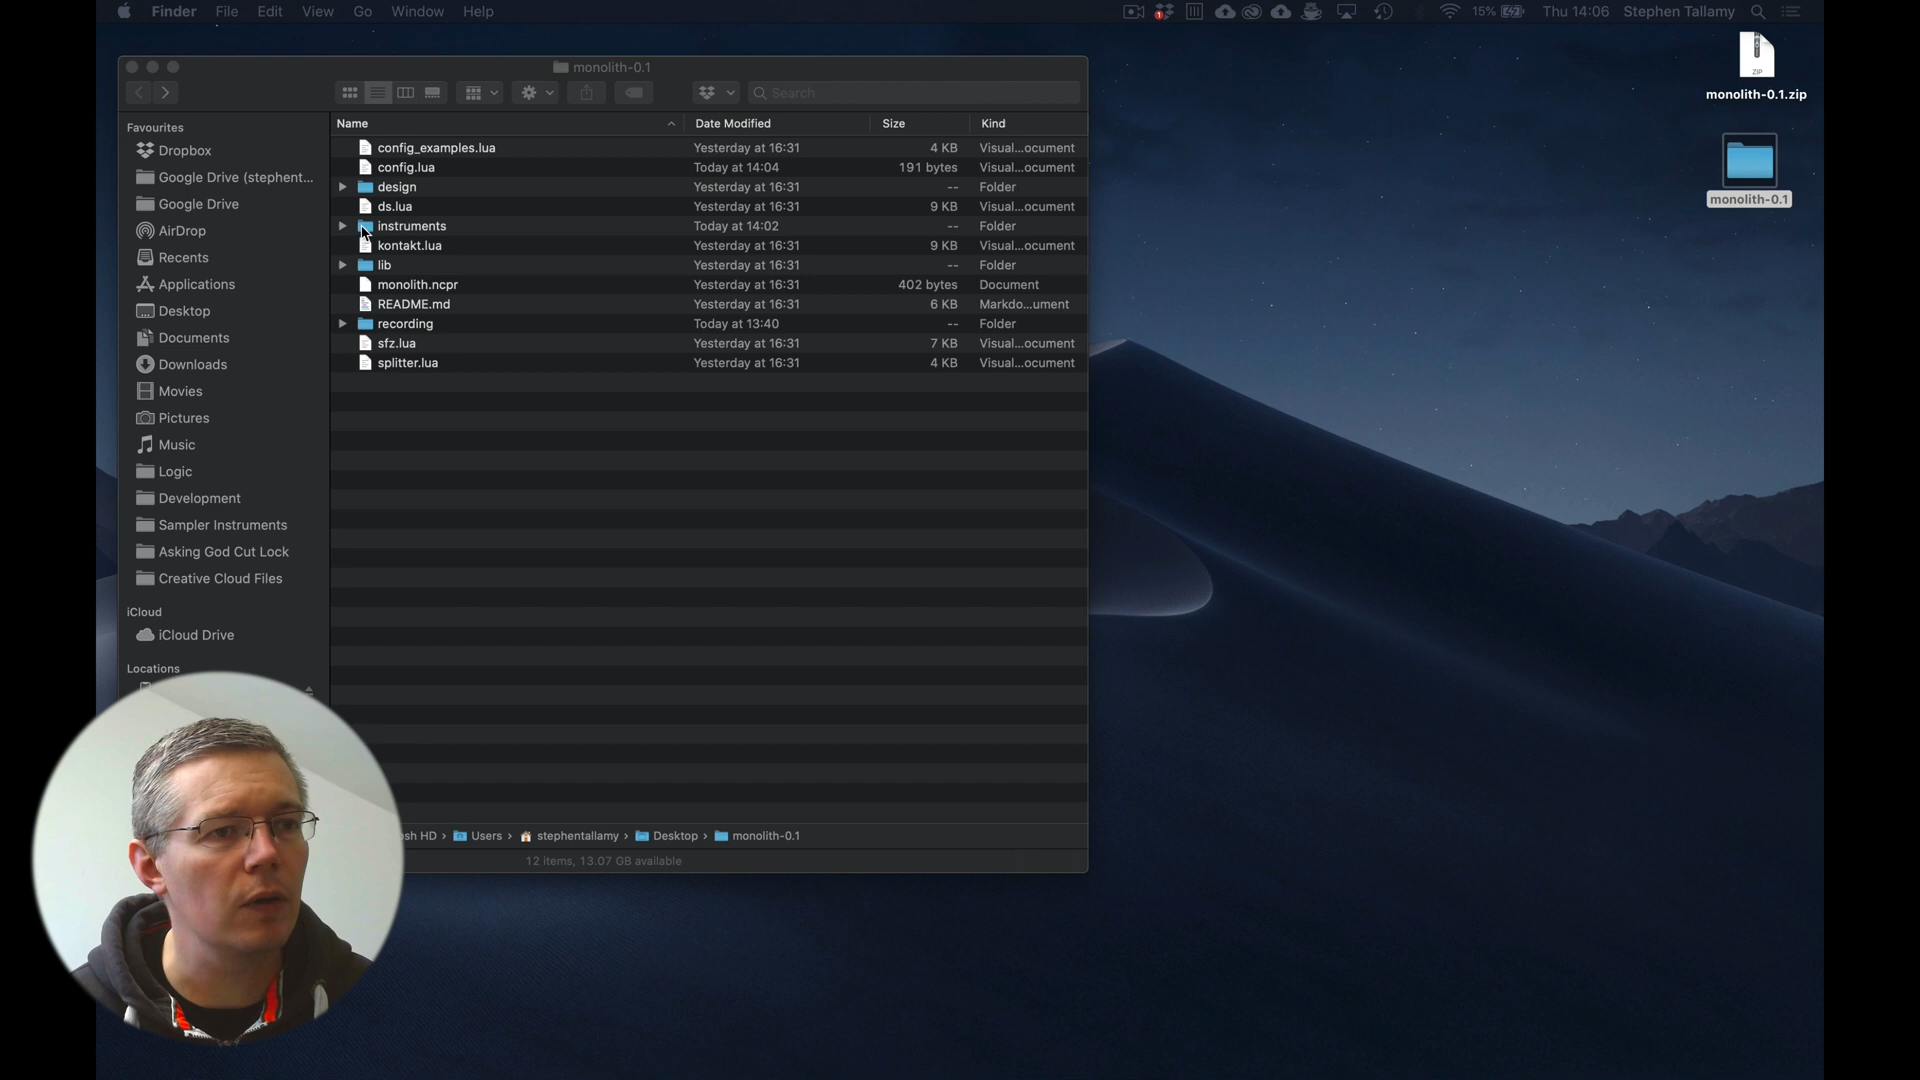 Finder File Edit View Go Window Help 1 15% Thu 14:06 Stephen Tallamy
monolith-0.1
Search
ZIP
monolith-0.1.zip
monolith-0.1
Favourites
Dropbox
Google Drive (stephent...
Google Drive
AirDrop
Recents
Applications
Desktop
Documents
Downloads
Movies
Pictures
Music
Logic
Development
Sampler Instruments
Asking God Cut Lock
Creative Cloud Files
iCloud
iCloud Drive
Locations
Name Date Modified Size Kind
config_examples.lua Yesterday at 16:31 4 KB Visual...ocument
config.lua Today at 14:04 191 bytes Visual...ocument
design Yesterday at 16:31 -- Folder
ds.lua Yesterday at 16:31 9 KB Visual...ocument
instruments Today at 14:02 -- Folder
kontakt.lua Yesterday at 16:31 9 KB Visual...ocument
lib Yesterday at 16:31 -- Folder
monolith.ncpr Yesterday at 16:31 402 bytes Document
README.md Yesterday at 16:31 6 KB Markdo...ument
recording Today at 13:40 -- Folder
sfz.lua Yesterday at 16:31 7 KB Visual...ocument
splitter.lua Yesterday at 16:31 4 KB Visual...ocument
osh HD › Users › stephentallamy › Desktop › monolith-0.1
12 items, 13.07 GB available